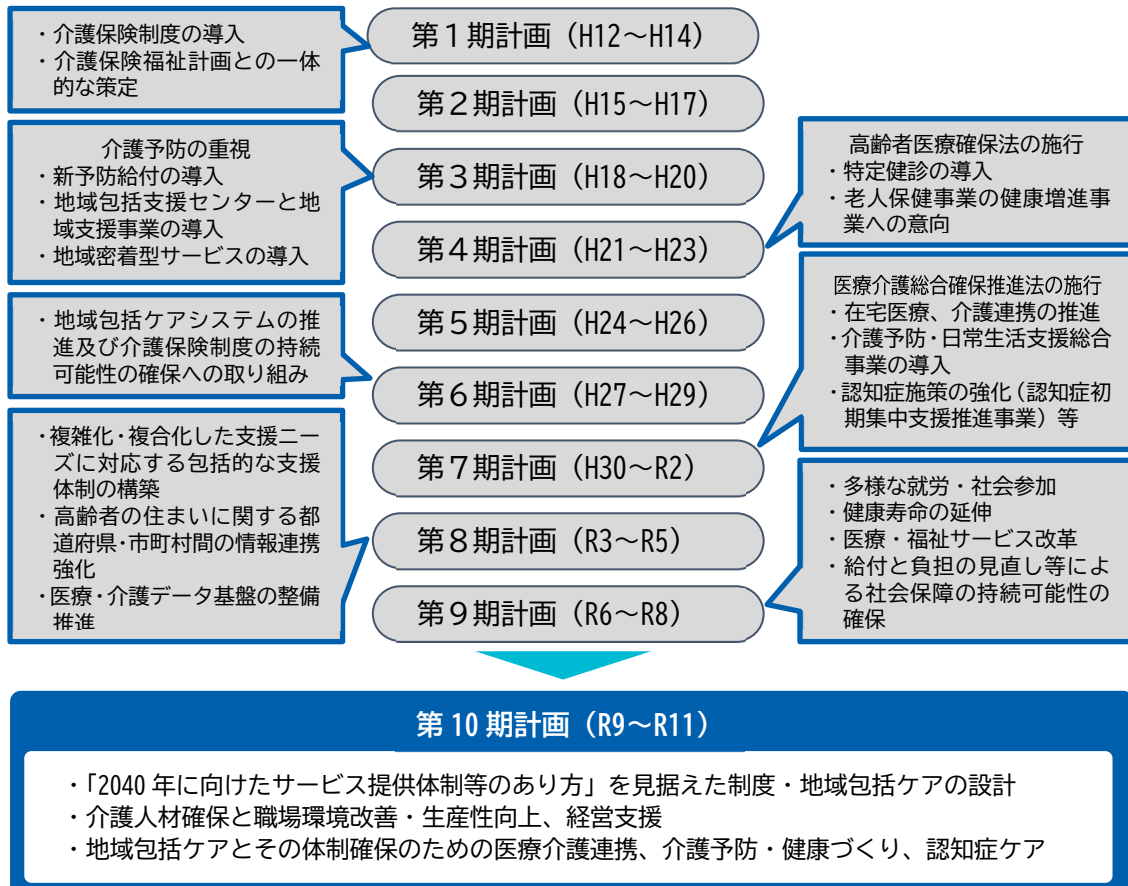 ・介護保険制度の導入
・介護保険福祉計画との一体
的な策定
第１期計画（H12～H14）
第２期計画（H15～H17）
介護予防の重視
・新予防給付の導入
・地域包括支援センターと地
域支援事業の導入
・地域密着型サービスの導入
第３期計画（H18～H20）
高齢者医療確保法の施行
・特定健診の導入
・老人保健事業の健康増進事
業への意向
第４期計画（H21～H23）
医療介護総合確保推進法の施行
・在宅医療、介護連携の推進
・介護予防・日常生活支援総合
事業の導入
・認知症施策の強化（認知症初
期集中支援推進事業）等
第５期計画（H24～H26）
・地域包括ケアシステムの推
進及び介護保険制度の持続
可能性の確保への取り組み
第６期計画（H27～H29）
第７期計画（H30～R2）
・複雑化・複合化した支援ニー
ズに対応する包括的な支援
体制の構築
・高齢者の住まいに関する都
道府県・市町村間の情報連携
強化
・医療・介護データ基盤の整備
推進
第８期計画（R3～R5）
・多様な就労・社会参加
・健康寿命の延伸
・医療・福祉サービス改革
・給付と負担の見直し等によ
る社会保障の持続可能性の
確保
第９期計画（R6～R8）
第 10 期計画（R9～R11）
・「2040 年に向けたサービス提供体制等のあり方」を見据えた制度・地域包括ケアの設計
・介護人材確保と職場環境改善・生産性向上、経営支援
・地域包括ケアとその体制確保のための医療介護連携、介護予防・健康づくり、認知症ケア